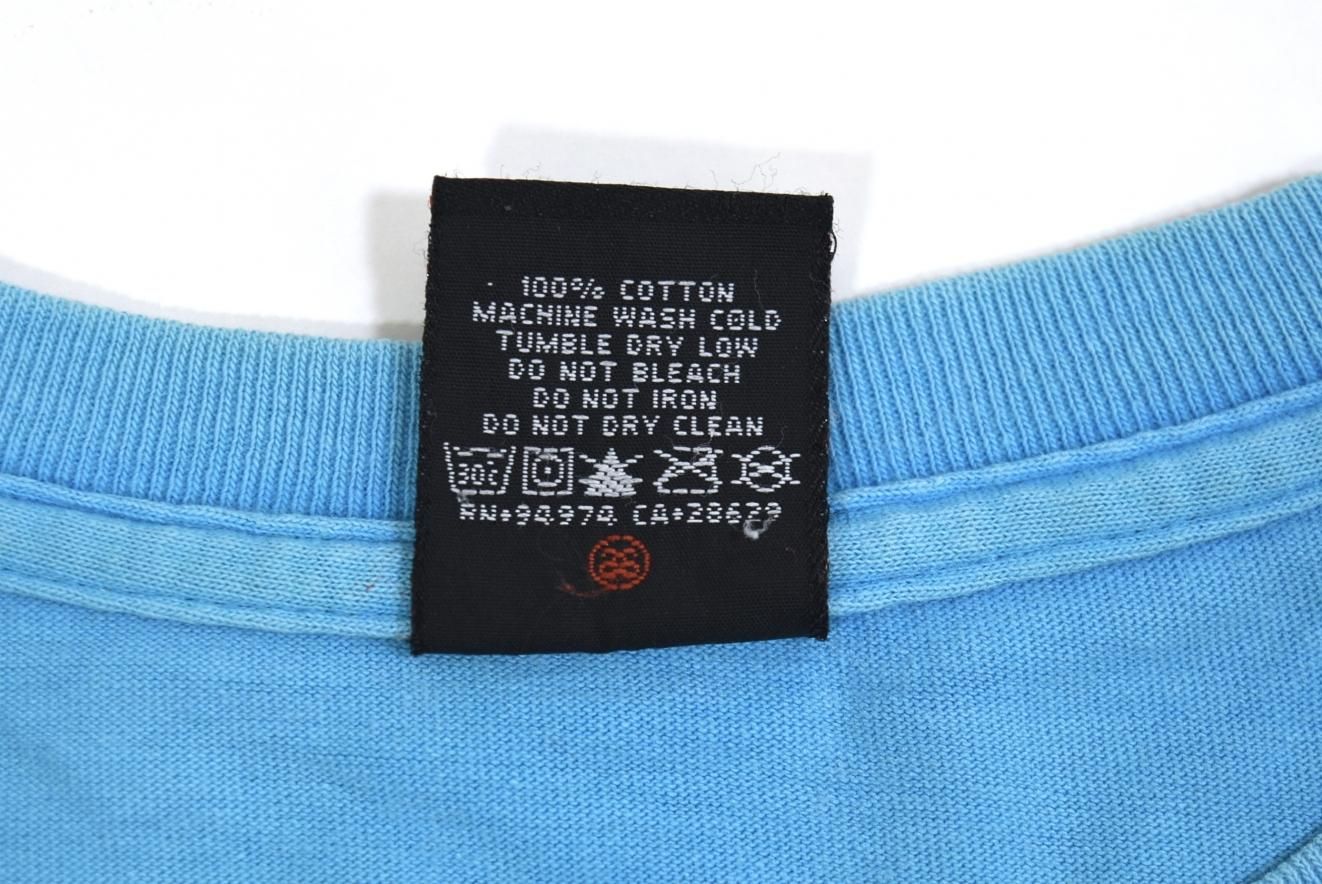 100% COTTON
MACHINE WASH COLD
TUMBLE DRY LOW
DO NOT BLEACH
DO NOT IRON
DO NOT DRY CLEAN
30c
RN#94974 CA#28629